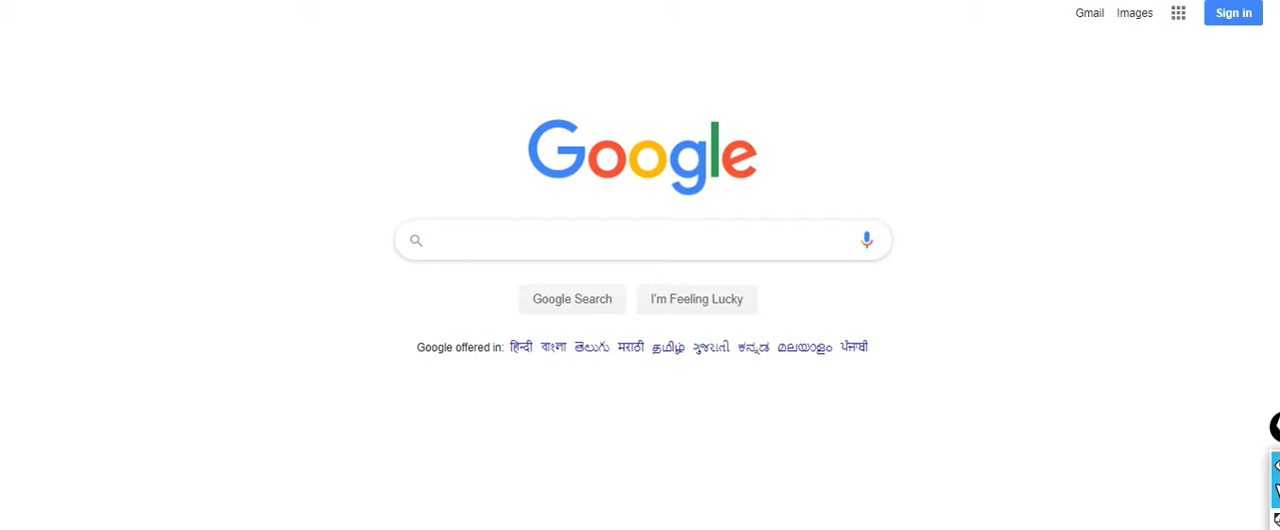 Gmail Images Sign in
Google
Google Search I'm Feeling Lucky
Google offered in: हिन्दी বাংলা తెలుగు मराठी தமிழ் ગુજરાતી ಕನ್ನಡ മലയാളം ਪੰਜਾਬੀ